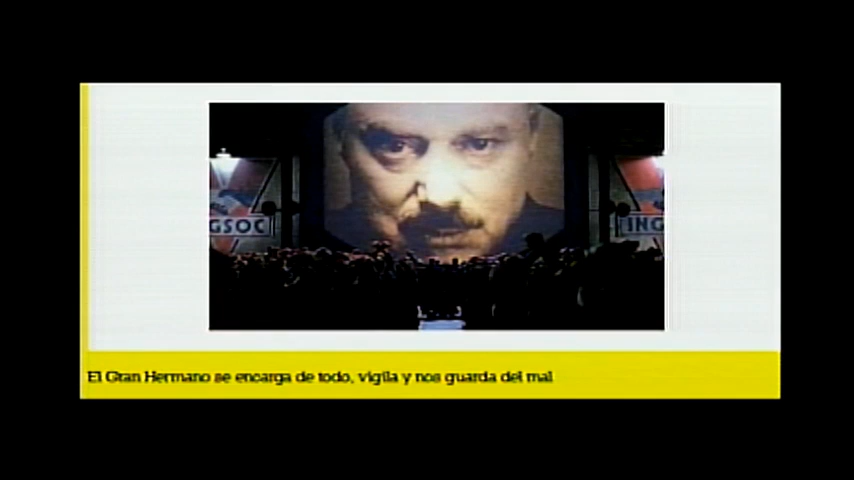 GSOC
ING
El Gran Hermano se encarga de todo, vigila y nos guarda del mal